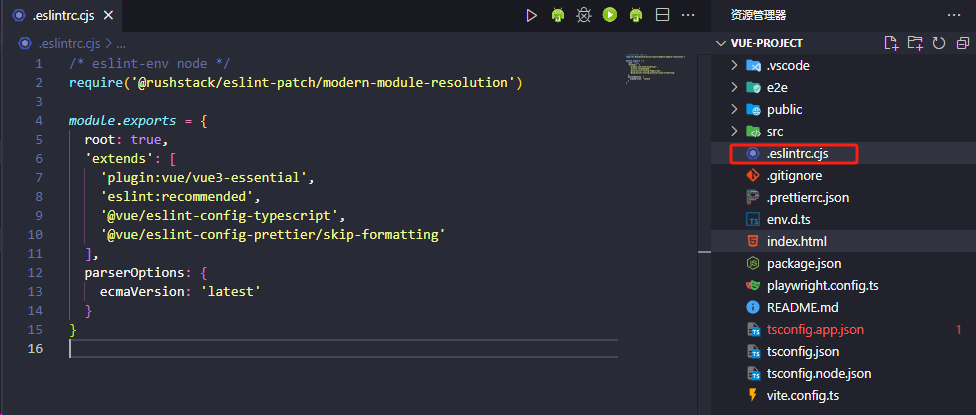 .eslintrc.cjs
.eslintrc.cjs > ...
1 /* eslint-env node */
2 require('@rushstack/eslint-patch/modern-module-resolution')
3
4 module.exports = {
5 root: true,
6 'extends': [
7 'plugin:vue/vue3-essential',
8 'eslint:recommended',
9 '@vue/eslint-config-typescript',
10 '@vue/eslint-config-prettier/skip-formatting'
11 ],
12 parserOptions: {
13 ecmaVersion: 'latest'
14 }
15 }
16
资源管理器
VUE-PROJECT
.vscode
e2e
public
src
.eslintrc.cjs
.gitignore
.prettierrc.json
env.d.ts
index.html
package.json
playwright.config.ts
README.md
tsconfig.app.json 1
tsconfig.json
tsconfig.node.json
vite.config.ts